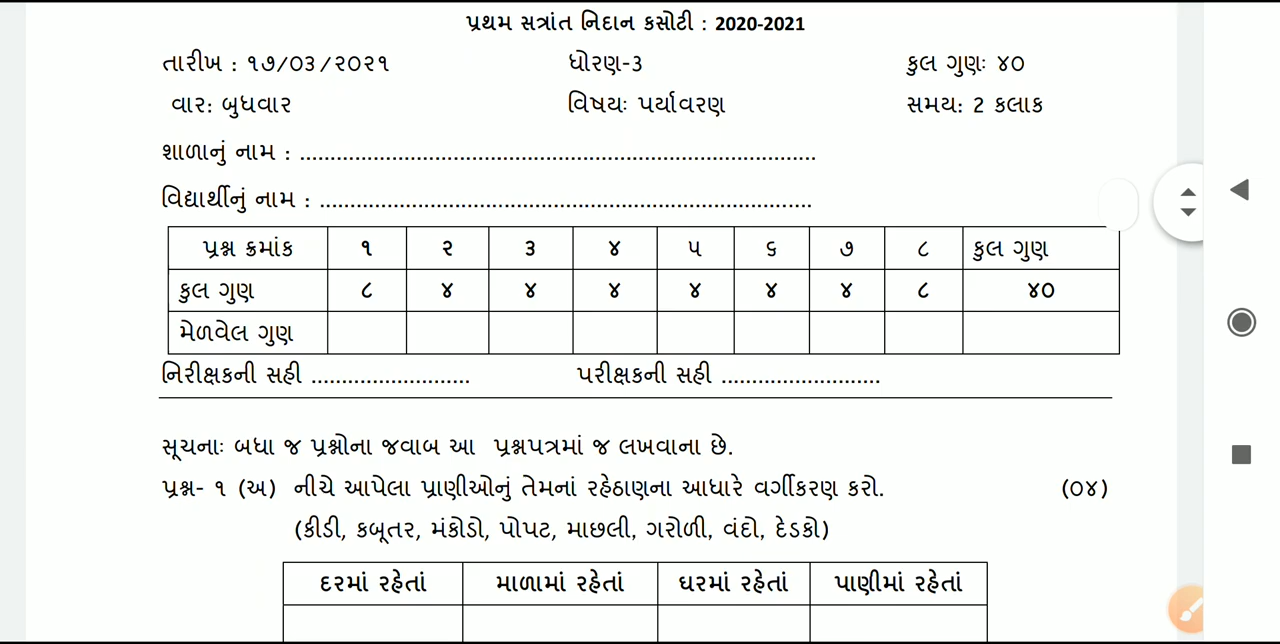 પ્રથમ સત્રાંત નિદાન કસોટી : 2020-2021
તારીખ : ૧૭/૦૩/૨૦૨૧ ધોરણ-૩ કુલ ગુણઃ ૪૦
વાર: બુધવાર વિષયઃ પર્યાવરણ સમય: 2 કલાક
શાળાનું નામ : ....................................................................................
વિદ્યાર્થીનું નામ : ................................................................................
પ્રશ્ન ક્રમાંક ૧ ૨ ૩ ૪ ૫ ૬ ૭ ૮ કુલ ગુણ
કુલ ગુણ ૮ ૪ ૪ ૪ ૪ ૪ ૪ ૮ ૪૦
મેળવેલ ગુણ
નિરીક્ષકની સહી .......................... પરીક્ષકની સહી ..........................
સૂચનાઃ બધા જ પ્રશ્નોના જવાબ આ પ્રશ્નપત્રમાં જ લખવાના છે.
પ્રશ્ન- ૧ (અ) નીચે આપેલા પ્રાણીઓનું તેમનાં રહેઠાણના આધારે વર્ગીકરણ કરો. (૦૪)
(કીડી, કબૂતર, મંકોડો, પોપટ, માછલી, ગરોળી, વંદો, દેડકો)
દરમાં રહેતાં માળામાં રહેતાં ઘરમાં રહેતાં પાણીમાં રહેતાં